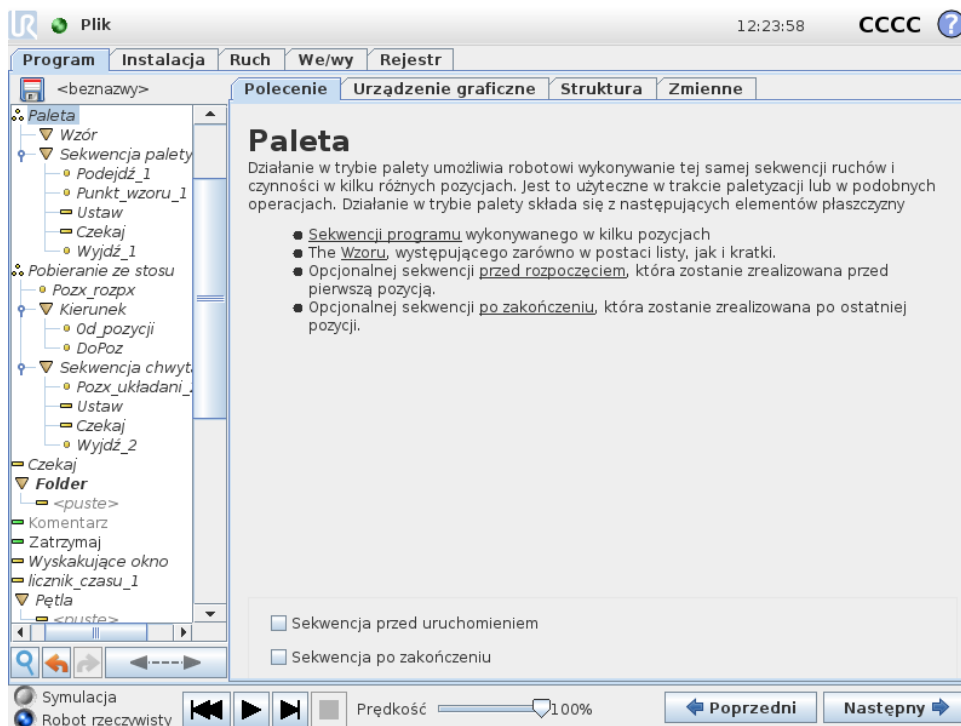 UR Plik 12:23:58 CCCC ?
Program Instalacja Ruch We/wy Rejestr
<beznazwy>
Paleta
Wzór
Sekwencja palety
Podejdź_1
Punkt_wzoru_1
Ustaw
Czekaj
Wyjdź_1
Pobieranie ze stosu
Pozx_rozpx
Kierunek
Od_pozycji
DoPoz
Sekwencja chwyta
Pozx_układani_2
Ustaw
Czekaj
Wyjdź_2
Czekaj
Folder
<puste>
Komentarz
Zatrzymaj
Wyskakujące okno
licznik_czasu_1
Pętla
<puste>
Polecenie Urządzenie graficzne Struktura Zmienne
Paleta
Działanie w trybie palety umożliwia robotowi wykonywanie tej samej sekwencji ruchów i
czynności w kilku różnych pozycjach. Jest to użyteczne w trakcie paletyzacji lub w podobnych
operacjach. Działanie w trybie palety składa się z następujących elementów płaszczyzny
Sekwencji programu wykonywanego w kilku pozycjach
The Wzoru, występującego zarówno w postaci listy, jak i kratki.
Opcjonalnej sekwencji przed rozpoczęciem, która zostanie zrealizowana przed
pierwszą pozycją.
Opcjonalnej sekwencji po zakończeniu, która zostanie zrealizowana po ostatniej
pozycji.
Sekwencja przed uruchomieniem
Sekwencja po zakończeniu
Symulacja
Robot rzeczywisty
Prędkość 100%
Poprzedni Następny